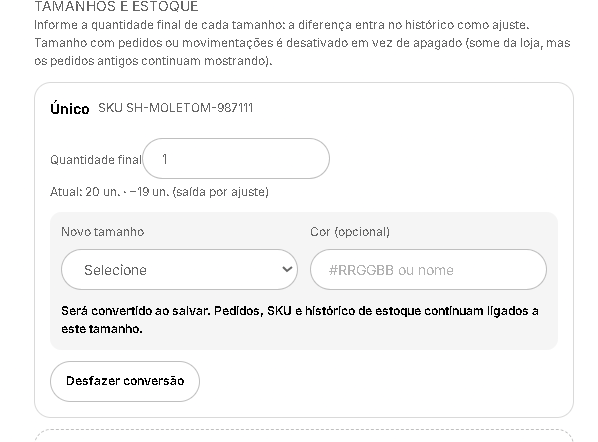 TAMANHOS E ESTOQUE
Informe a quantidade final de cada tamanho: a diferença entra no histórico como ajuste.
Tamanho com pedidos ou movimentações é desativado em vez de apagado (some da loja, mas
os pedidos antigos continuam mostrando).
Único SKU SH-MOLETOM-987111
Quantidade final 1
Atual: 20 un. · −19 un. (saída por ajuste)
Novo tamanho Cor (opcional)
Selecione #RRGGBB ou nome
Será convertido ao salvar. Pedidos, SKU e histórico de estoque continuam ligados a
este tamanho.
Desfazer conversão